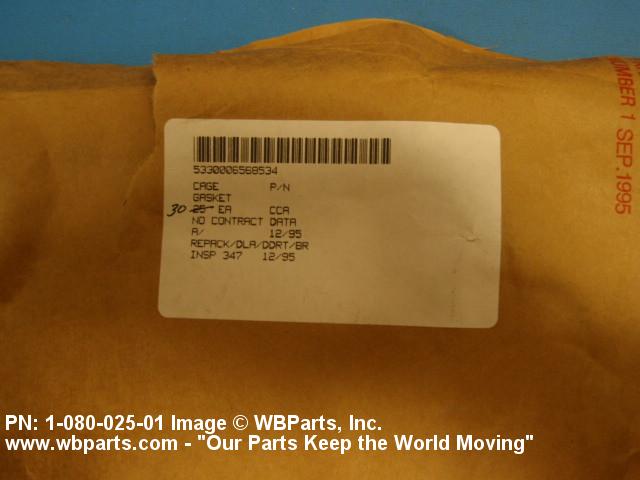 NUMBER 1 SEP.1995
5330006568534
CAGE P/N
GASKET
30 25 EA CCA
NO CONTRACT DATA
A/ 12/95
REPACK/DLA/DDRT/BR
INSP 347 12/95
PN: 1-080-025-01 Image © WBParts, Inc.
www.wbparts.com - "Our Parts Keep the World Moving"